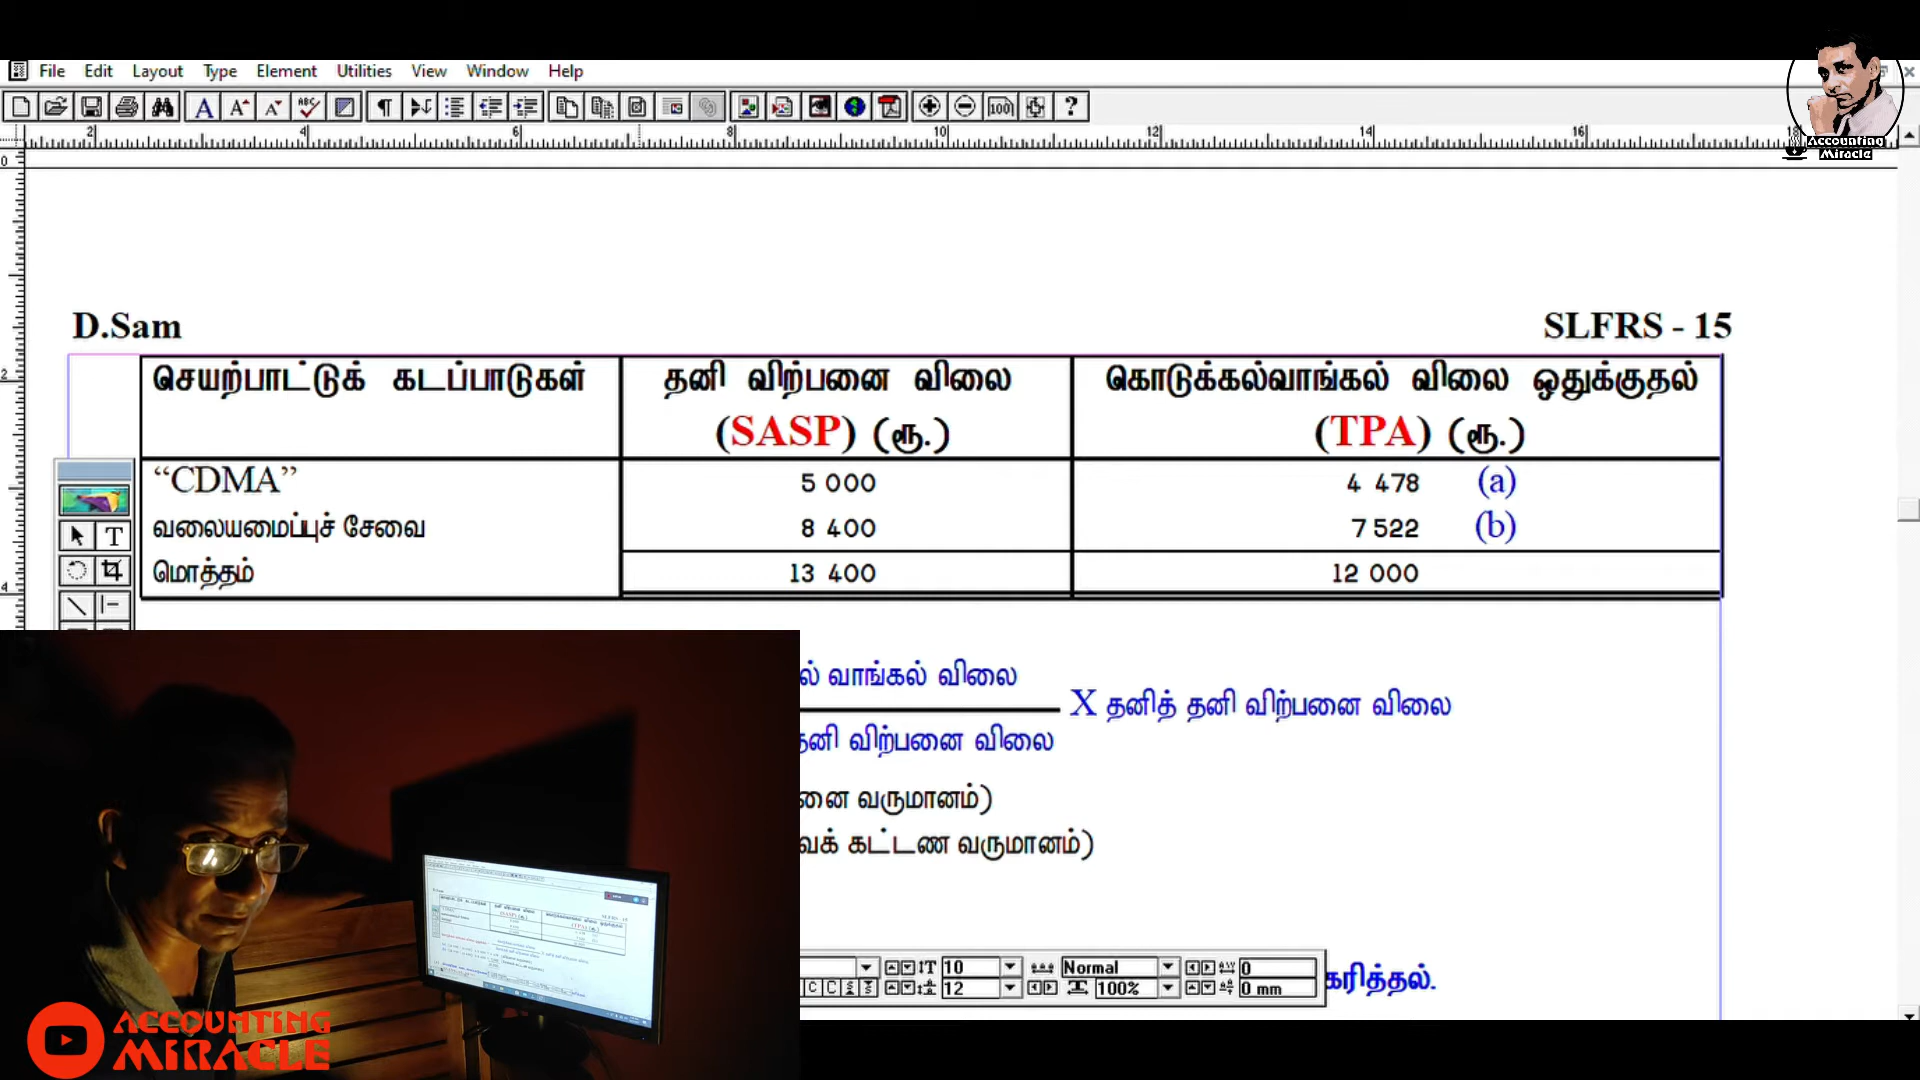 File Edit Layout Type Element Utilities View Window Help
Accounting
Miracle
D.Sam
SLFRS - 15
செயற்பாட்டுக் கடப்பாடுகள்
தனி விற்பனை விலை
(SASP) (ரூ.)
கொடுக்கல்வாங்கல் விலை ஒதுக்குதல்
(TPA) (ரூ.)
“CDMA” 5 000 4 478 (a)
வலையமைப்புச் சேவை 8 400 7 522 (b)
மொத்தம் 13 400 12 000
ல் வாங்கல் விலை
X தனித் தனி விற்பனை விலை
தனி விற்பனை விலை
னை வருமானம்)
வக் கட்டண வருமானம்)
10 Normal 0
12 100% 0 mm
கரித்தல்.
ACCOUNTING
MIRACLE